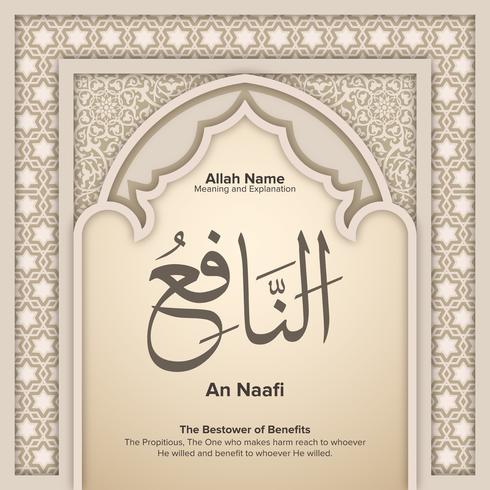 Allah Name
Meaning and Explanation
النَّافِعُ
An Naafi
The Bestower of Benefits
The Propitious, The One who makes harm reach to whoever
He willed and benefit to whoever He willed.